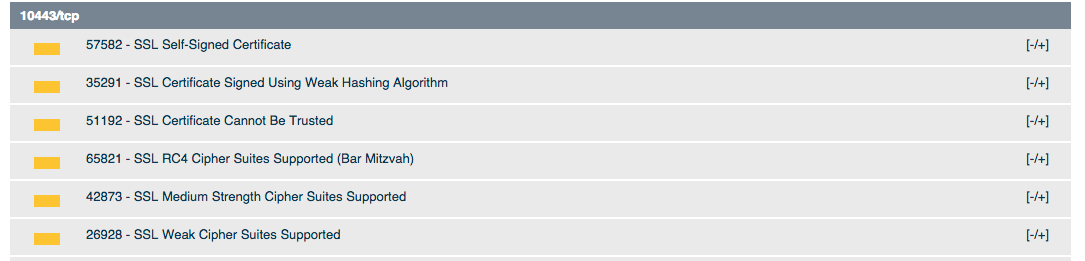 10443/tcp
57582 - SSL Self-Signed Certificate [-/+]
35291 - SSL Certificate Signed Using Weak Hashing Algorithm [-/+]
51192 - SSL Certificate Cannot Be Trusted [-/+]
65821 - SSL RC4 Cipher Suites Supported (Bar Mitzvah) [-/+]
42873 - SSL Medium Strength Cipher Suites Supported [-/+]
26928 - SSL Weak Cipher Suites Supported [-/+]